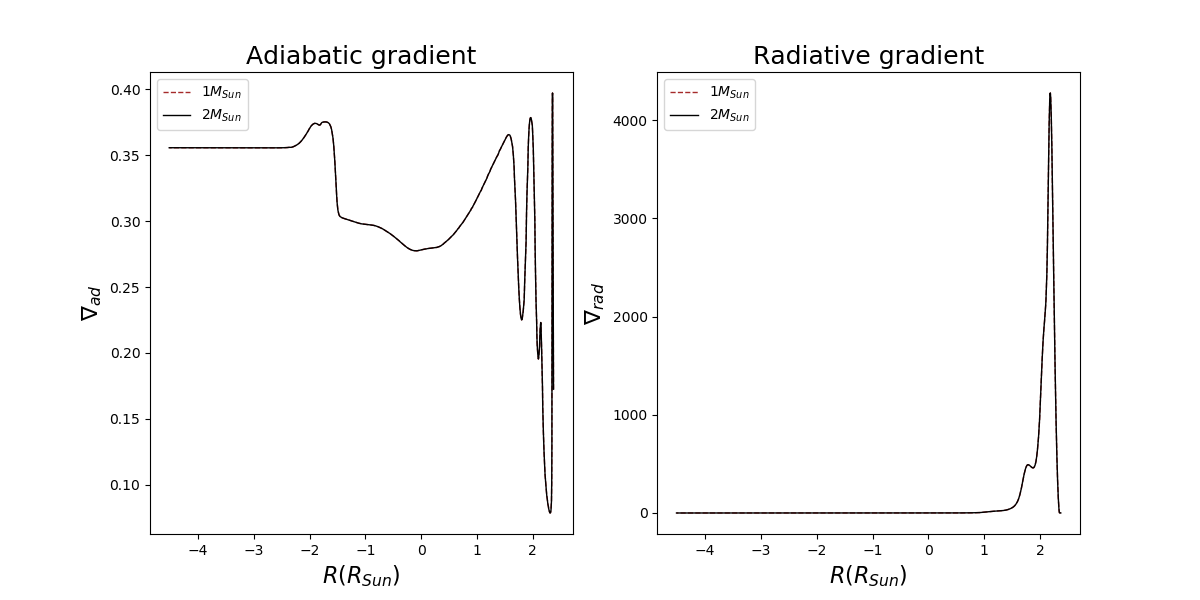 Adiabatic gradient
1M_Sun
2M_Sun
0.40
0.35
0.30
0.25
0.20
0.15
0.10
∇_ad
−4 −3 −2 −1 0 1 2
R(R_Sun)
Radiative gradient
1M_Sun
2M_Sun
4000
3000
2000
1000
0
∇_rad
−4 −3 −2 −1 0 1 2
R(R_Sun)